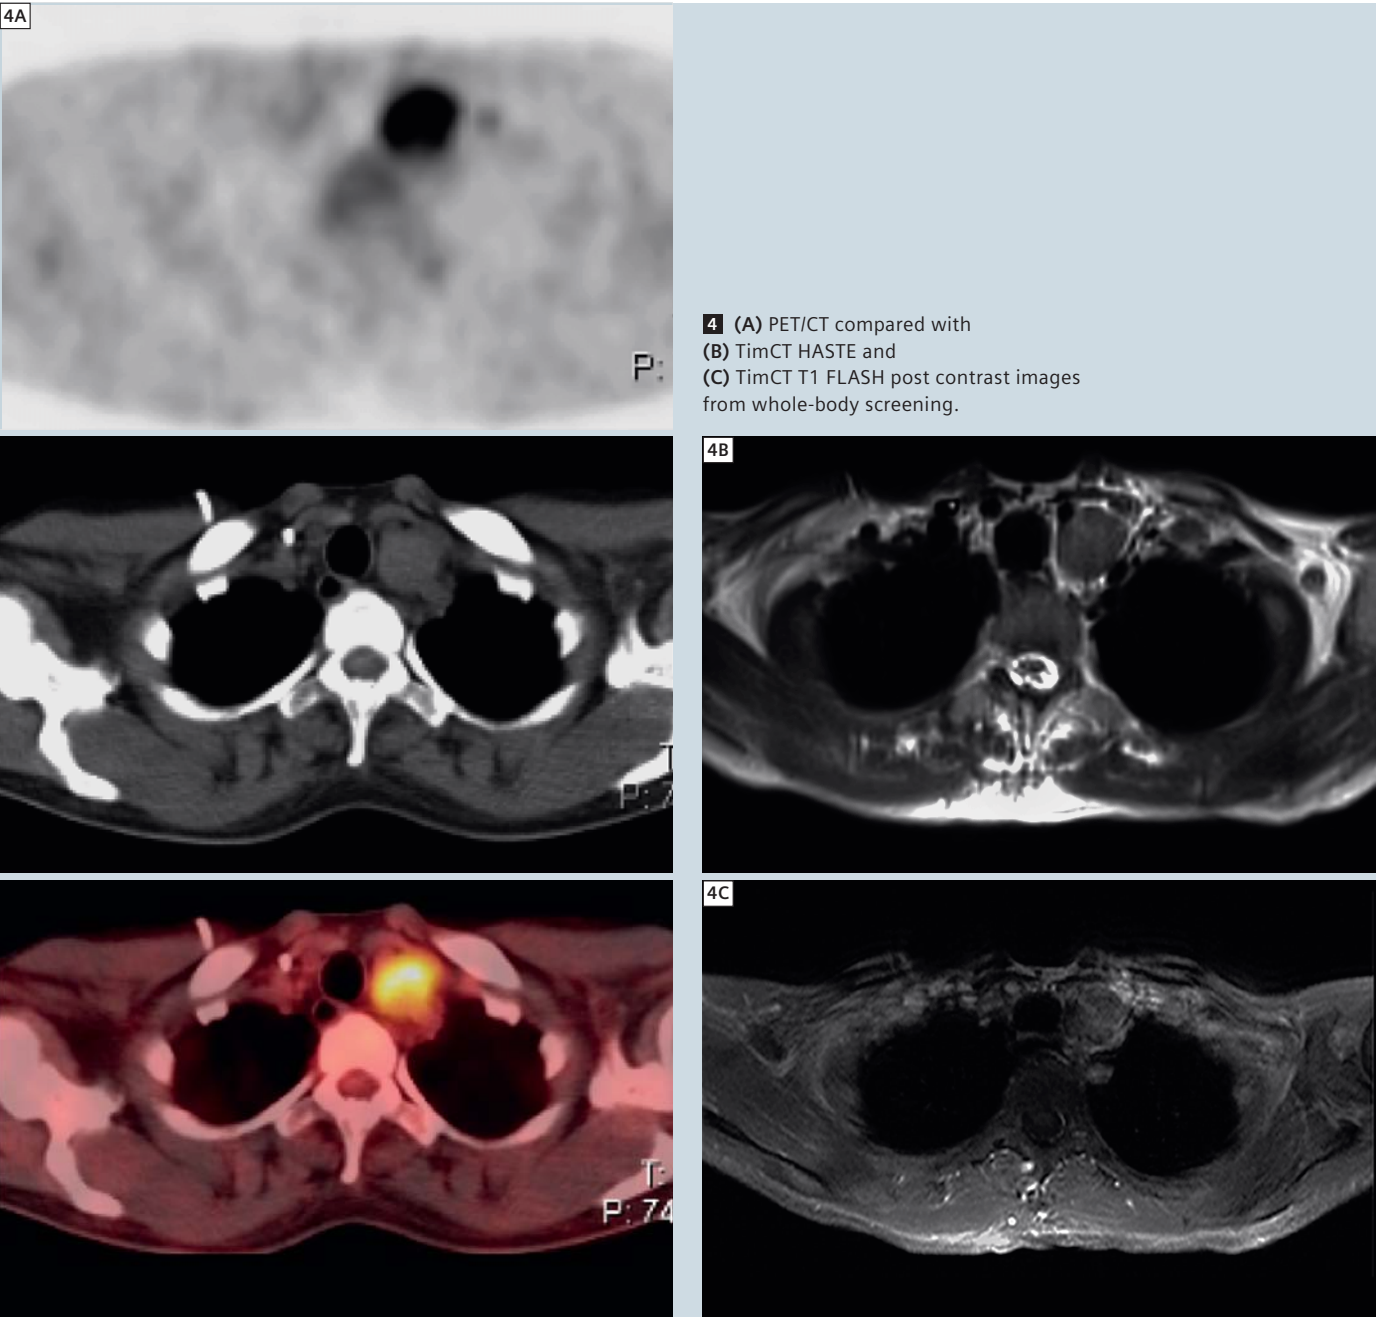 4A
P:
4 (A) PET/CT compared with
(B) TimCT HASTE and
(C) TimCT T1 FLASH post contrast images
from whole-body screening.
4B
T
P: 7
4C
T:
P: 74